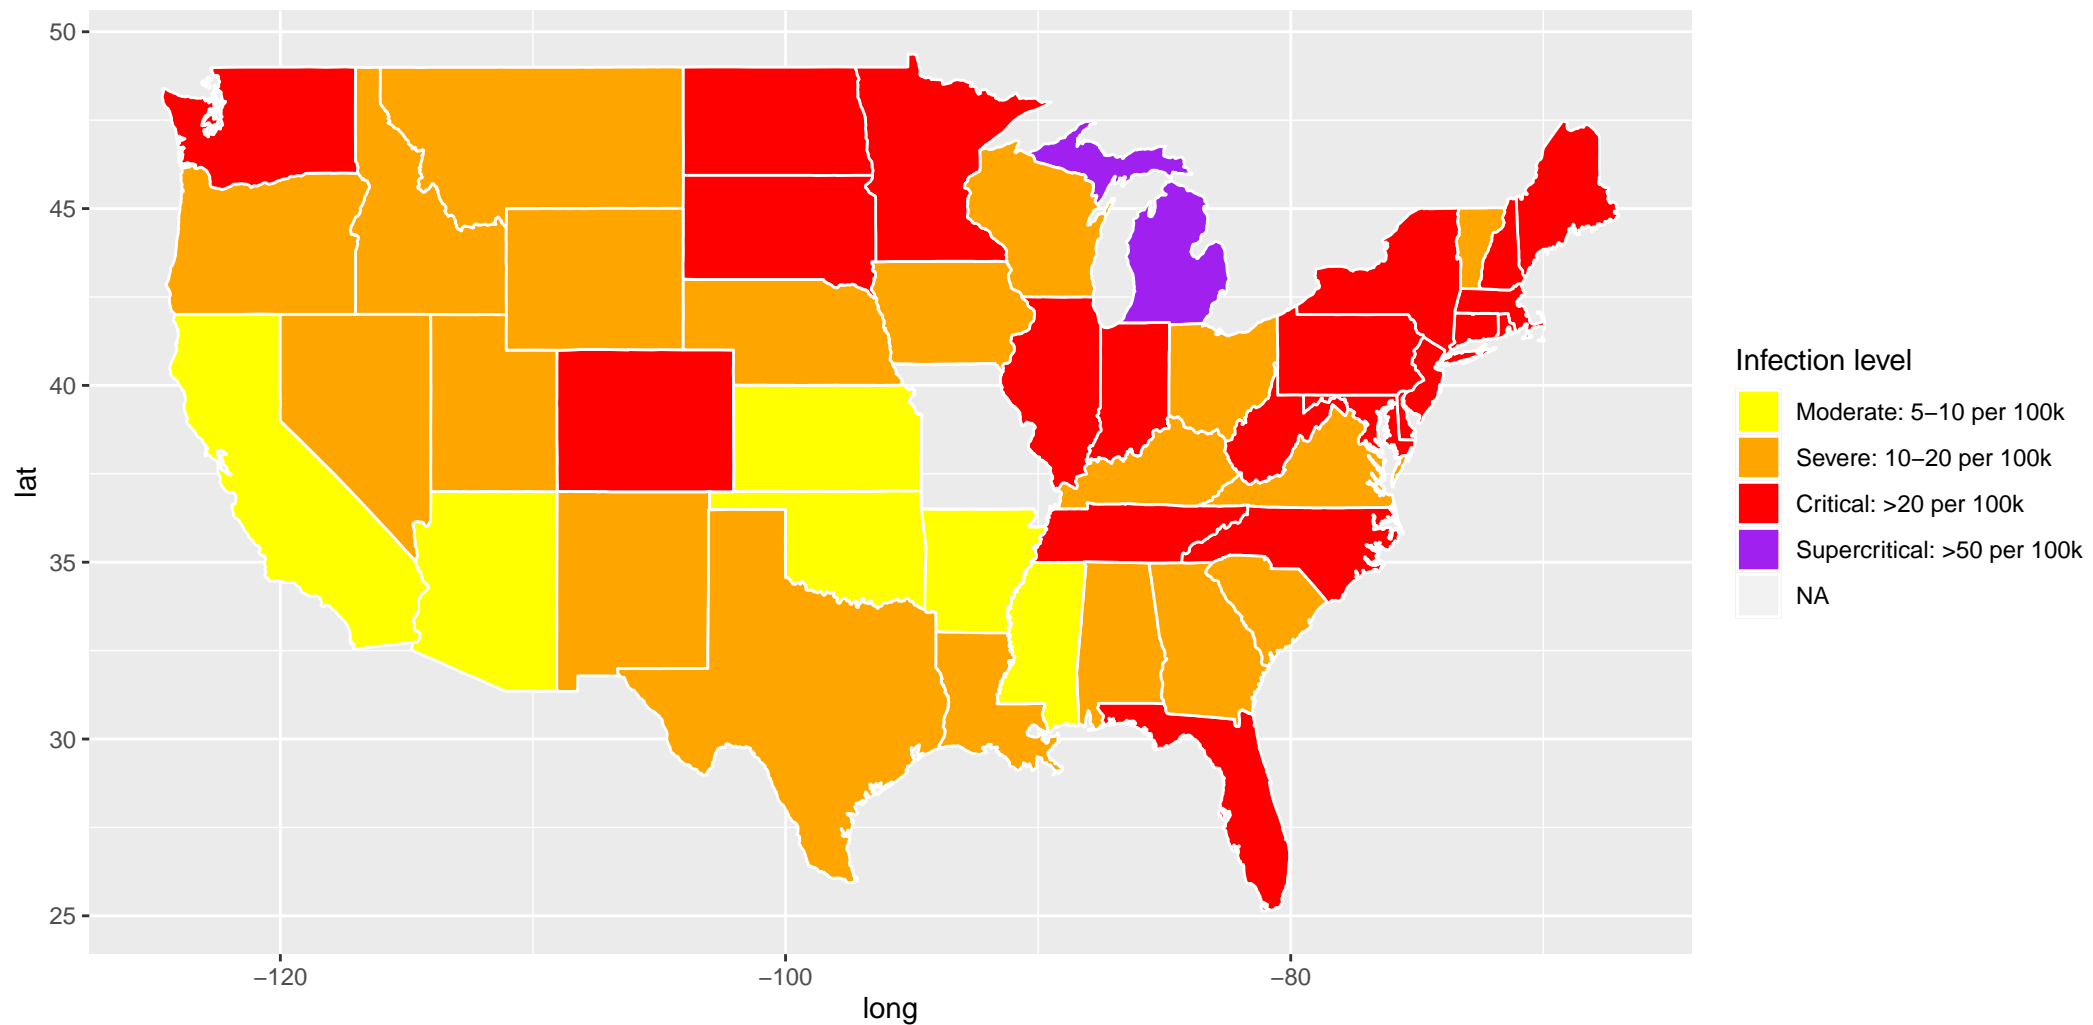 50
45
40
35
30
25
lat
−120
−100
−80
long
Infection level
Moderate: 5−10 per 100k
Severe: 10−20 per 100k
Critical: >20 per 100k
Supercritical: >50 per 100k
NA